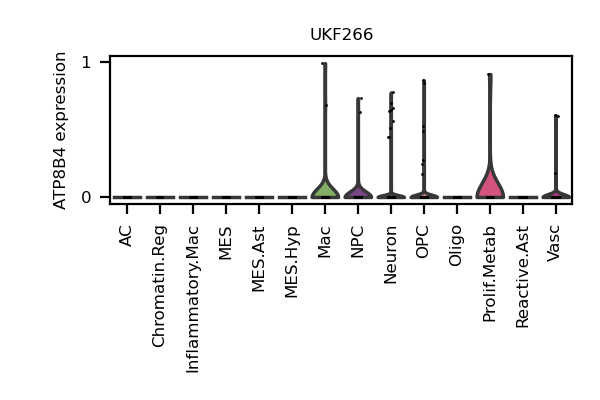 UKF266
ATP8B4 expression
1
0
AC
Chromatin.Reg
Inflammatory.Mac
MES
MES.Ast
MES.Hyp
Mac
NPC
Neuron
OPC
Oligo
Prolif.Metab
Reactive.Ast
Vasc